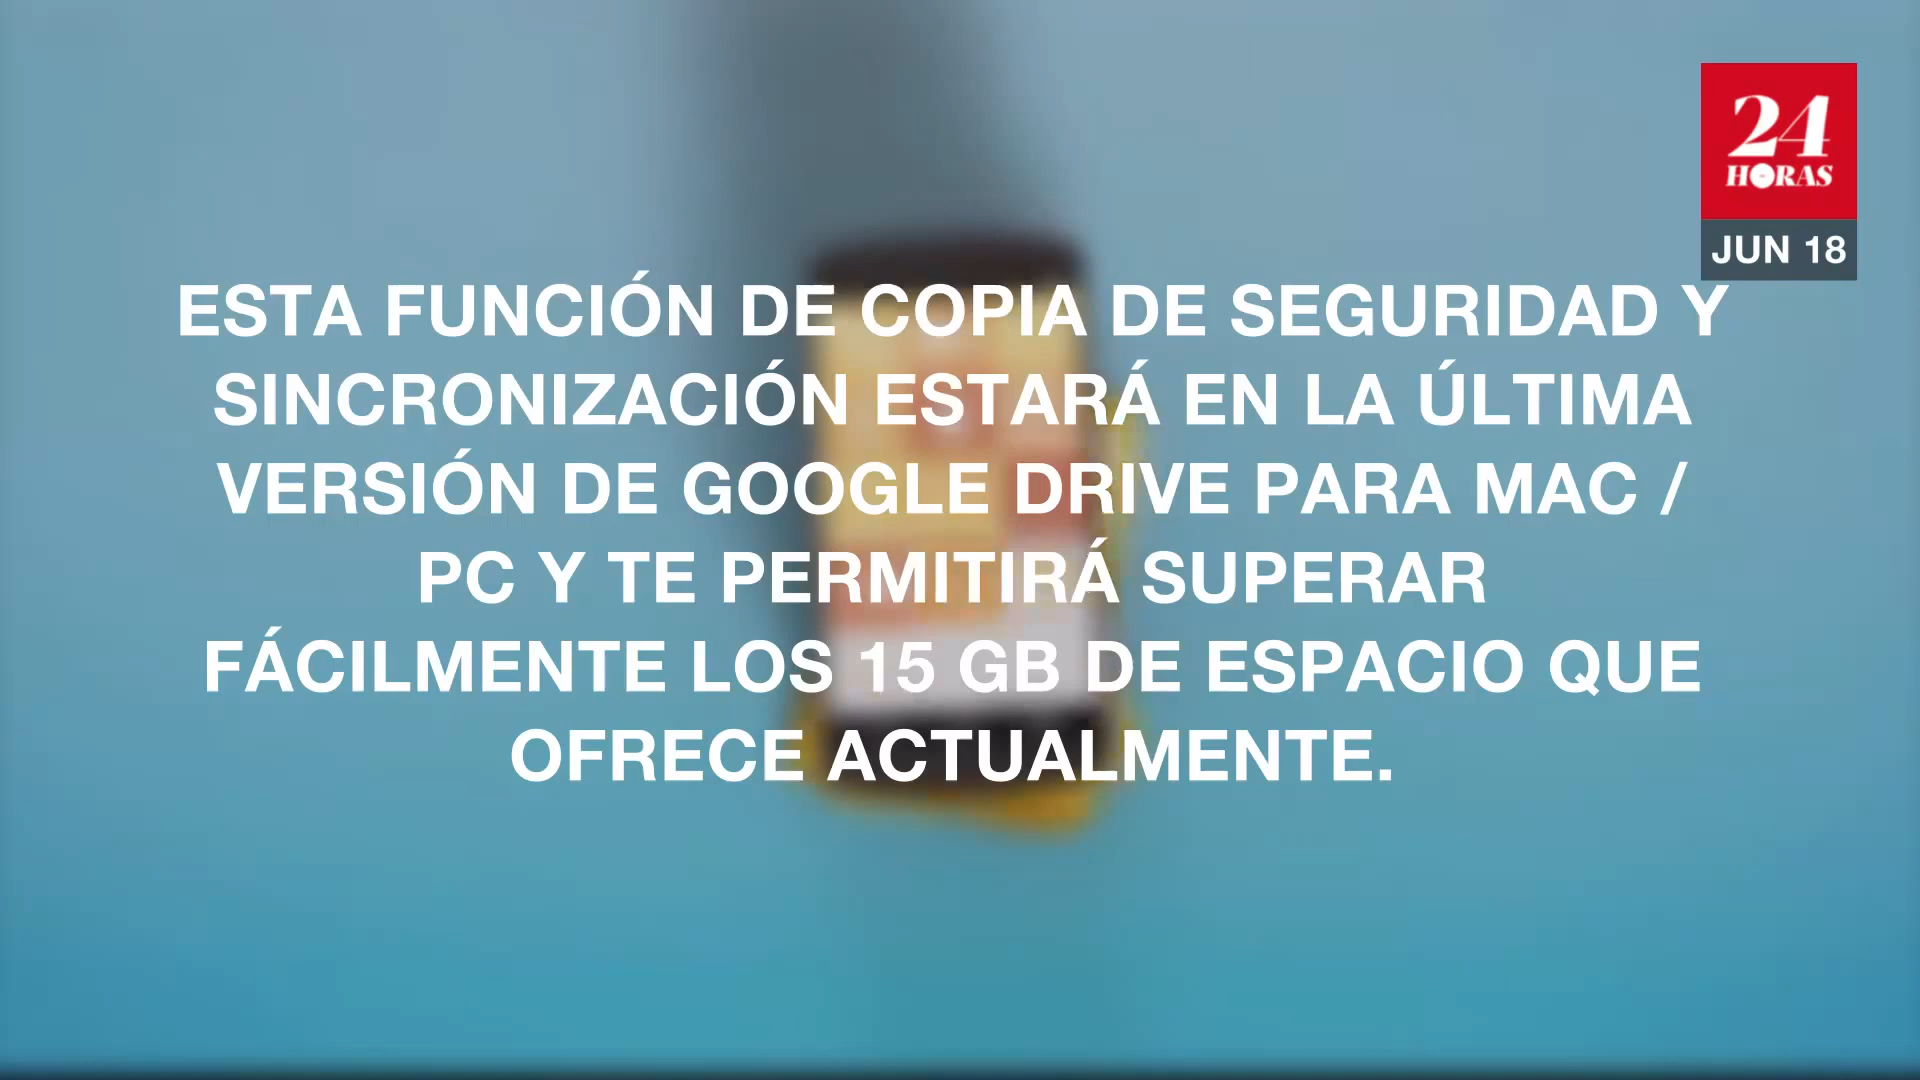 24
HORAS
JUN 18
ESTA FUNCIÓN DE COPIA DE SEGURIDAD Y
SINCRONIZACIÓN ESTARÁ EN LA ÚLTIMA
VERSIÓN DE GOOGLE DRIVE PARA MAC /
PC Y TE PERMITIRÁ SUPERAR
FÁCILMENTE LOS 15 GB DE ESPACIO QUE
OFRECE ACTUALMENTE.